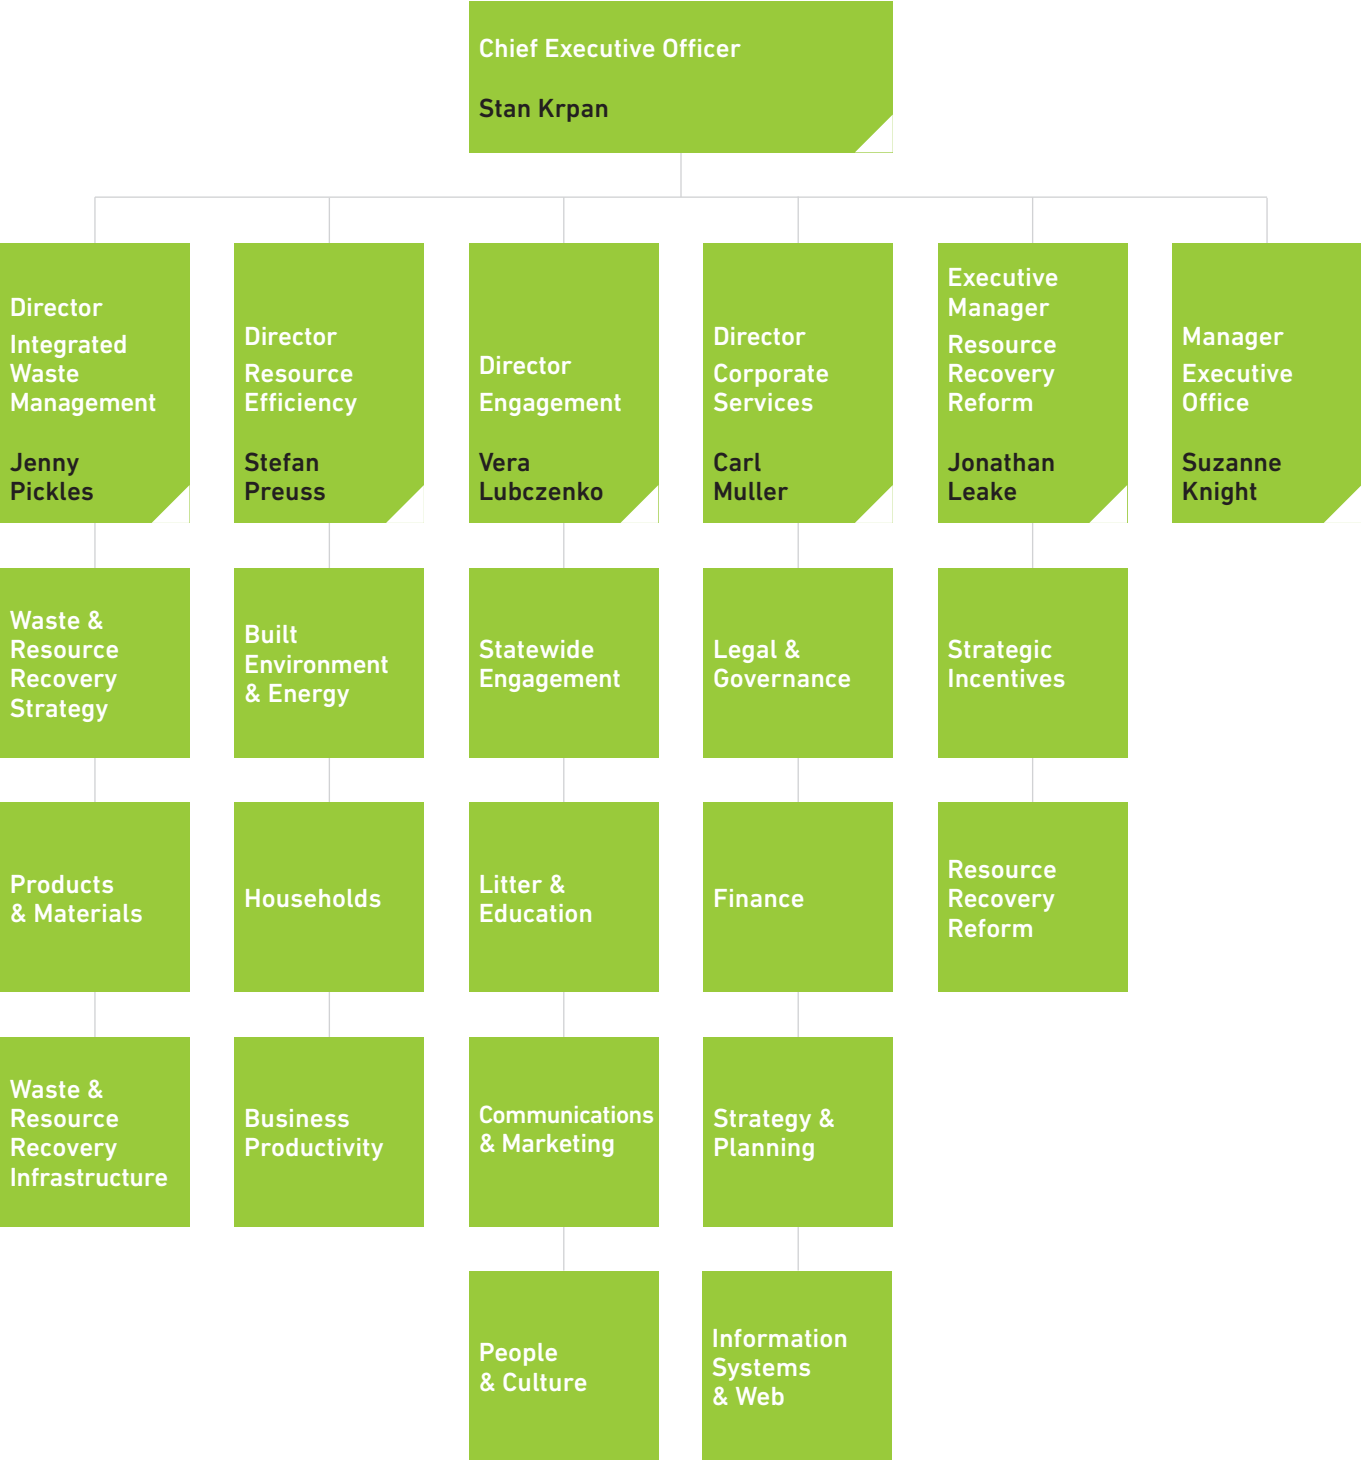 Chief Executive Officer
Stan Krpan
Director
Integrated
Waste
Management
Jenny
Pickles
Director
Resource
Efficiency
Stefan
Preuss
Director
Engagement
Vera
Lubczenko
Director
Corporate
Services
Carl
Muller
Executive
Manager
Resource
Recovery
Reform
Jonathan
Leake
Manager
Executive
Office
Suzanne
Knight
Waste &
Resource
Recovery
Strategy
Built
Environment
& Energy
Statewide
Engagement
Legal &
Governance
Strategic
Incentives
Products
& Materials
Households
Litter &
Education
Finance
Resource
Recovery
Reform
Waste &
Resource
Recovery
Infrastructure
Business
Productivity
Communications
& Marketing
Strategy &
Planning
People
& Culture
Information
Systems
& Web